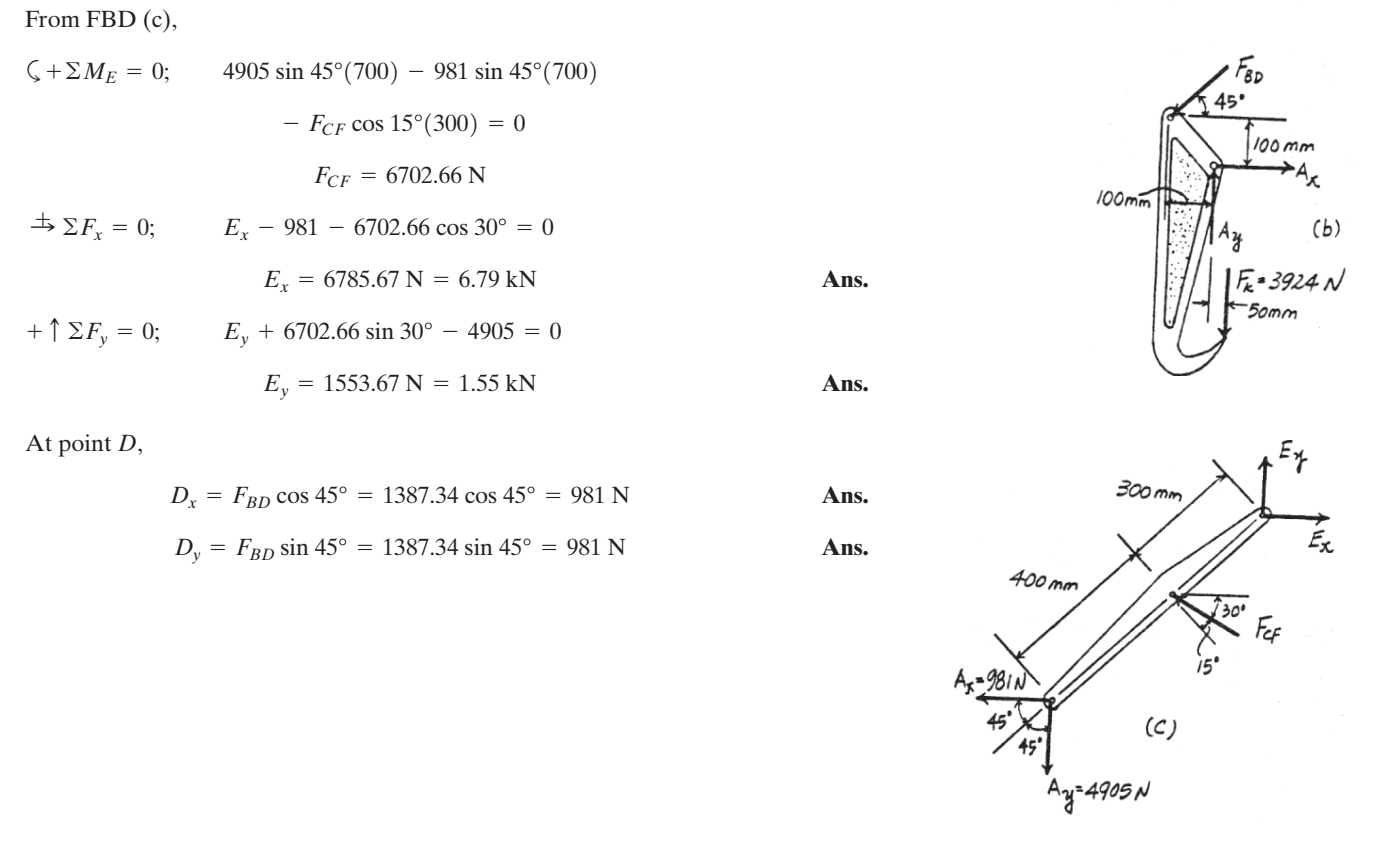 From FBD (c),
↺+ΣM_E = 0; 4905 sin 45°(700) − 981 sin 45°(700)
− F_CF cos 15°(300) = 0
F_CF = 6702.66 N
→+ ΣF_x = 0; E_x − 981 − 6702.66 cos 30° = 0
E_x = 6785.67 N = 6.79 kN Ans.
+↑ ΣF_y = 0; E_y + 6702.66 sin 30° − 4905 = 0
E_y = 1553.67 N = 1.55 kN Ans.
At point D,
D_x = F_BD cos 45° = 1387.34 cos 45° = 981 N Ans.
D_y = F_BD sin 45° = 1387.34 sin 45° = 981 N Ans.
F_BD
45°
100 mm
A_x
100mm
A_y
(b)
F_k=3924 N
50mm
E_y
300 mm
E_x
400 mm
30°
F_CF
15°
A_x=981N
45°
45°
(C)
A_y=4905 N